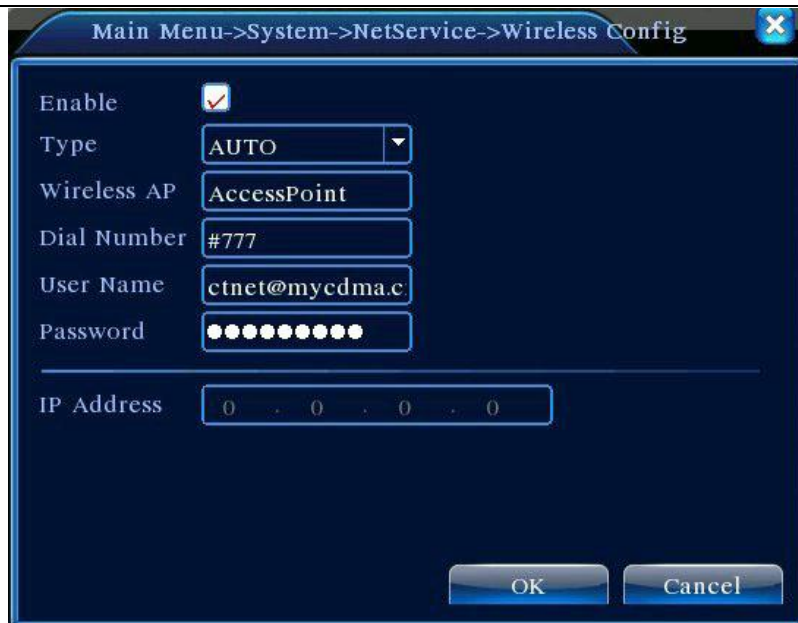 Main Menu->System->NetService->Wireless Config
Enable
Type AUTO
Wireless AP AccessPoint
Dial Number #777
User Name ctnet@mycdma.c
Password ●●●●●●●●●
IP Address 0 . 0 . 0 . 0
OK Cancel